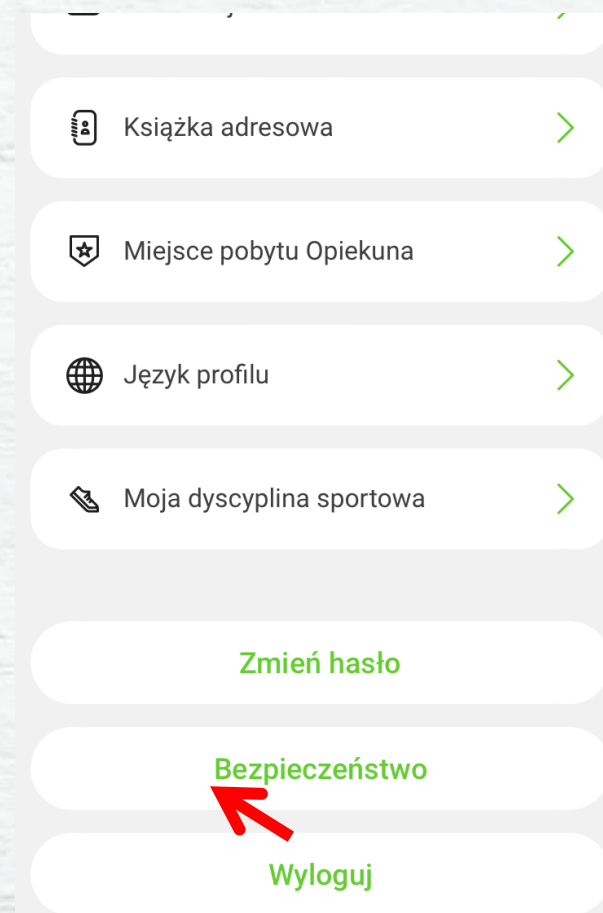 Książka adresowa
Miejsce pobytu Opiekuna
Język profilu
Moja dyscyplina sportowa
Zmień hasło
Bezpieczeństwo
Wyloguj